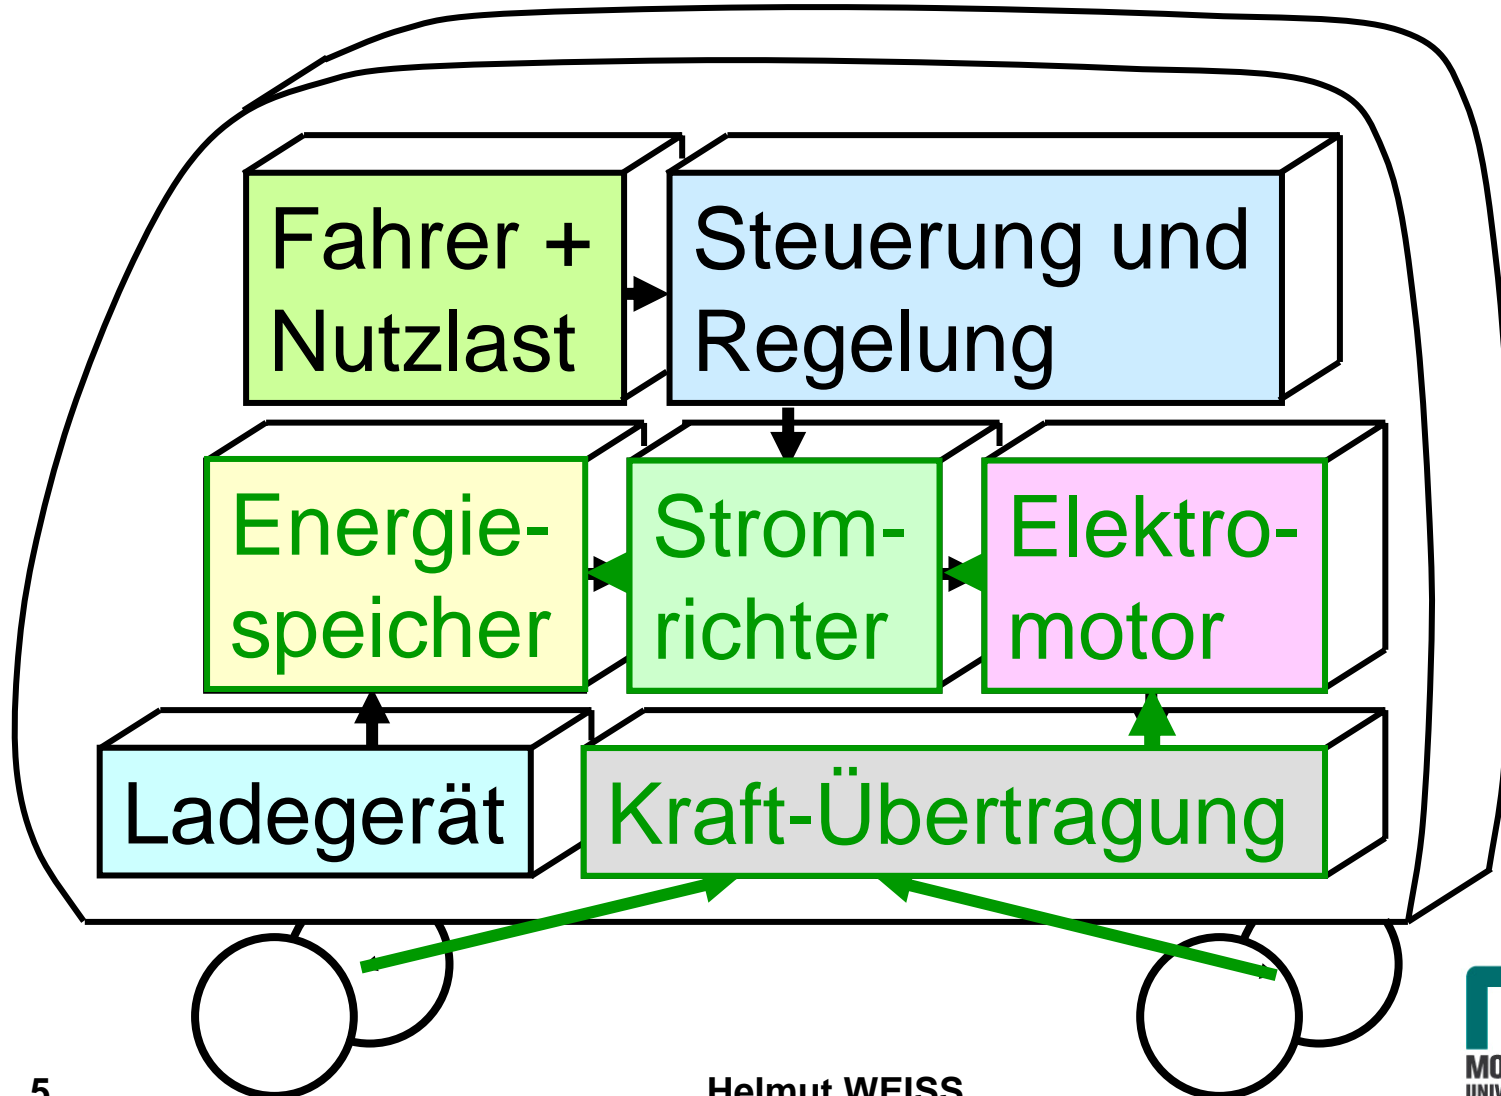 Fahrer +
Nutzlast
Steuerung und
Regelung
Energie-
speicher
Strom-
richter
Elektro-
motor
Ladegerät
Kraft-Übertragung
5
Helmut WEISS